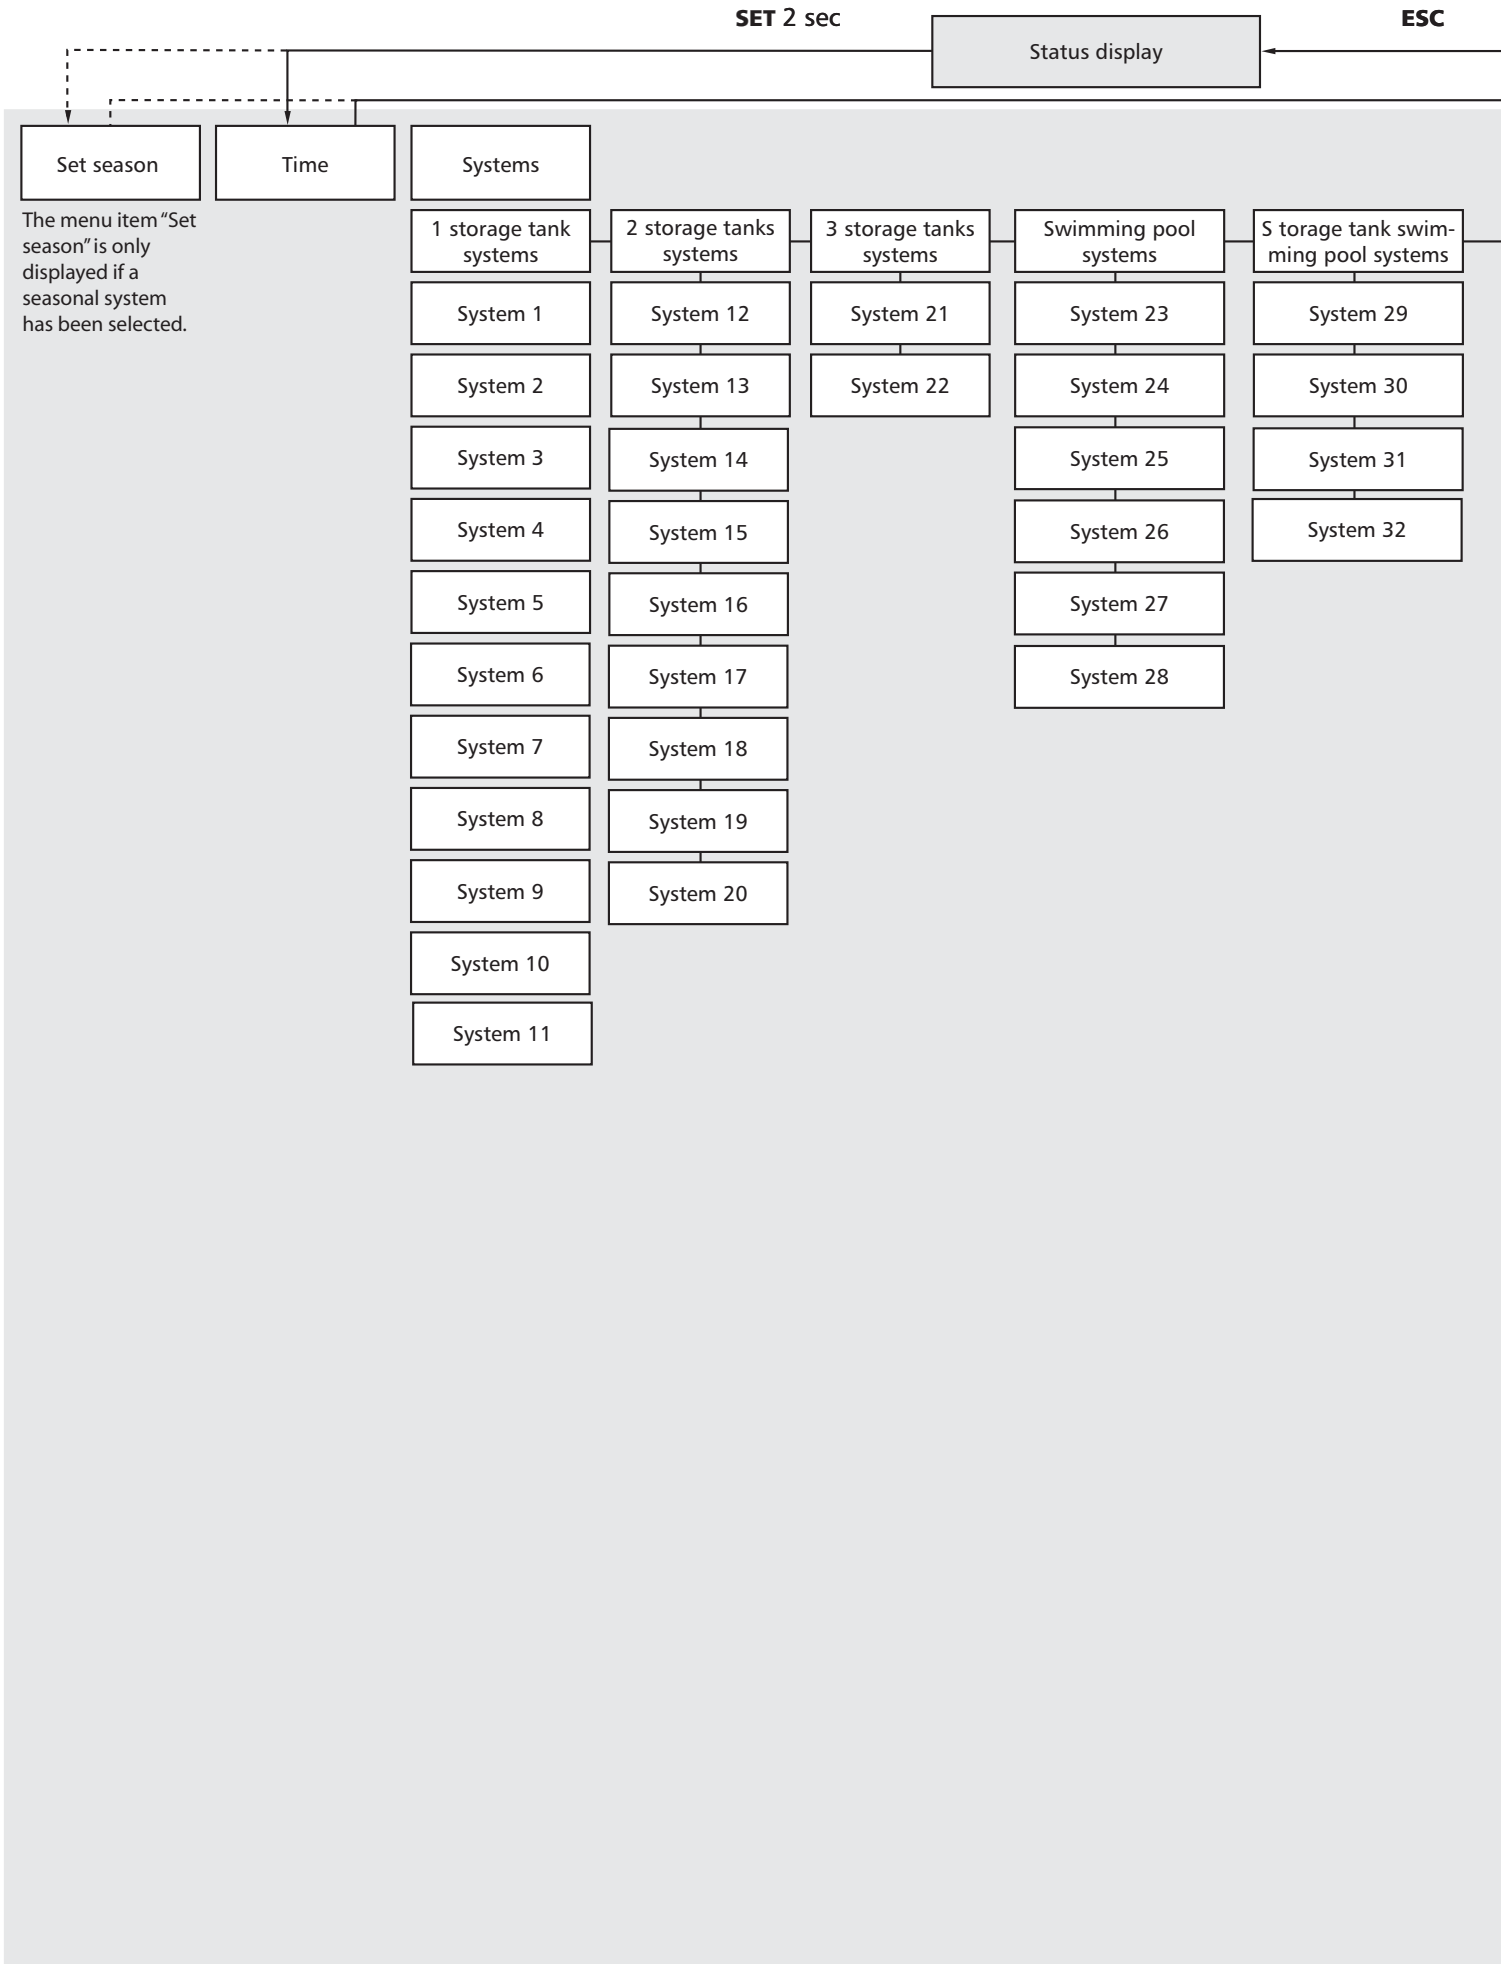 SET 2 sec
ESC
Status display
Set season
Time
Systems
The menu item “Set
season” is only
displayed if a
seasonal system
has been selected.
1 storage tank
systems
System 1
System 2
System 3
System 4
System 5
System 6
System 7
System 8
System 9
System 10
System 11
2 storage tanks
systems
System 12
System 13
System 14
System 15
System 16
System 17
System 18
System 19
System 20
3 storage tanks
systems
System 21
System 22
Swimming pool
systems
System 23
System 24
System 25
System 26
System 27
System 28
S torage tank swim-
ming pool systems
System 29
System 30
System 31
System 32